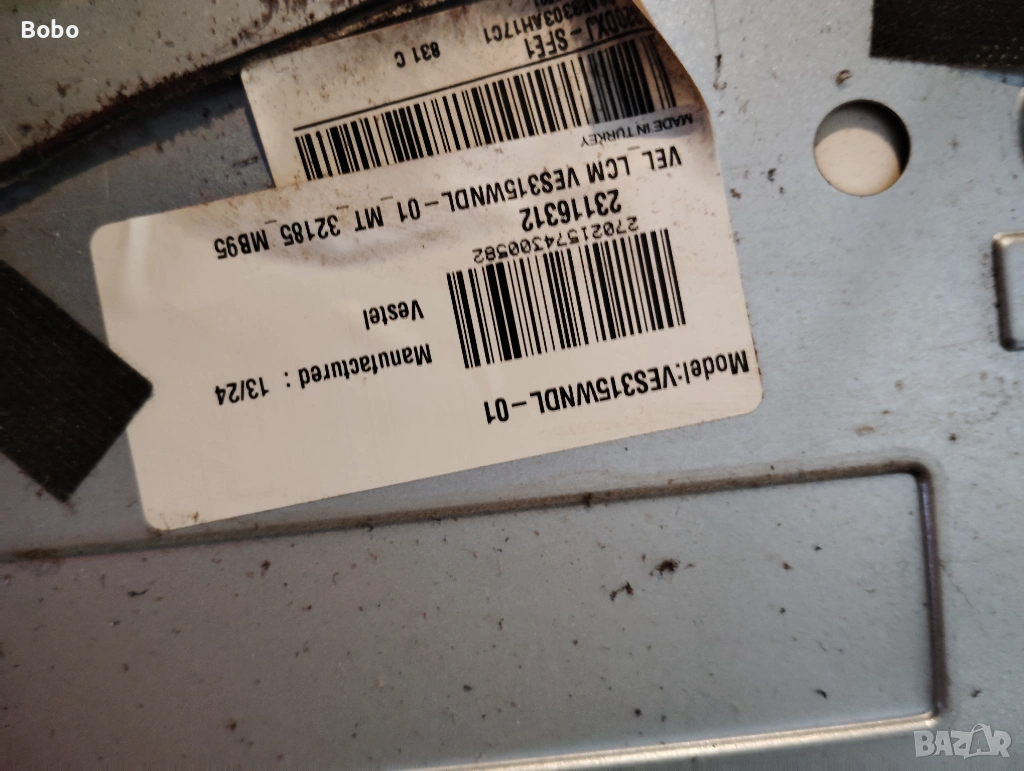 Bobo
Model:VES315WNDL-01
27021574300582
23116312
Manufactured : 13/24
Vestel
VEL_LCM VES315WNDL-01_MT_32185_MB95
MADE IN TURKEY
831 C
BAZAR